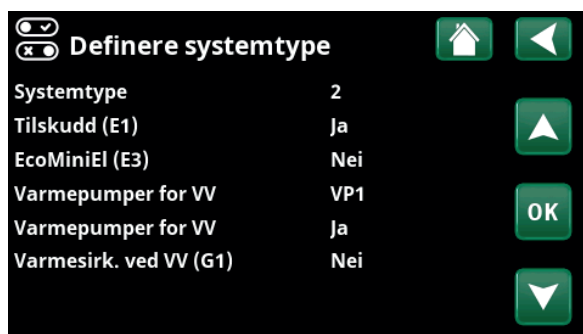 Definere systemtype
Systemtype 2
Tilskudd (E1) Ja
EcoMiniEl (E3) Nei
Varmepumper for VV VP1
Varmepumper for VV Ja
OK
Varmesirk. ved VV (G1) Nei